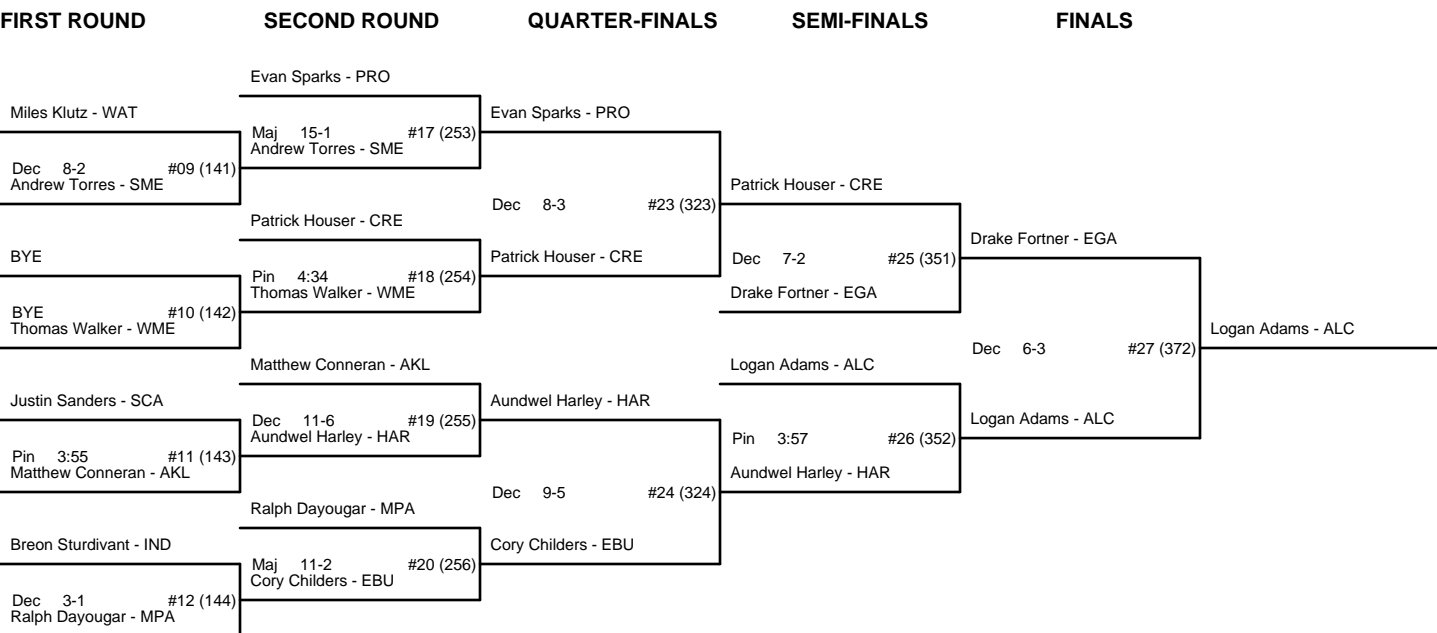 FIRST ROUND SECOND ROUND QUARTER-FINALS SEMI-FINALS FINALS
Evan Sparks - PRO
Miles Klutz - WAT Evan Sparks - PRO
Maj 15-1 #17 (253)
Andrew Torres - SME
Dec 8-2 #09 (141)
Andrew Torres - SME Patrick Houser - CRE
Dec 8-3 #23 (323)
Patrick Houser - CRE
Drake Fortner - EGA
BYE Patrick Houser - CRE Dec 7-2 #25 (351)
Pin 4:34 #18 (254)
Thomas Walker - WME Drake Fortner - EGA
BYE #10 (142)
Thomas Walker - WME Logan Adams - ALC
Dec 6-3 #27 (372)
Matthew Conneran - AKL Logan Adams - ALC
Justin Sanders - SCA Aundwel Harley - HAR
Dec 11-6 #19 (255) Logan Adams - ALC
Aundwel Harley - HAR Pin 3:57 #26 (352)
Pin 3:55 #11 (143)
Matthew Conneran - AKL Aundwel Harley - HAR
Dec 9-5 #24 (324)
Ralph Dayougar - MPA
Breon Sturdivant - IND Cory Childers - EBU
Maj 11-2 #20 (256)
Cory Childers - EBU
Dec 3-1 #12 (144)
Ralph Dayougar - MPA